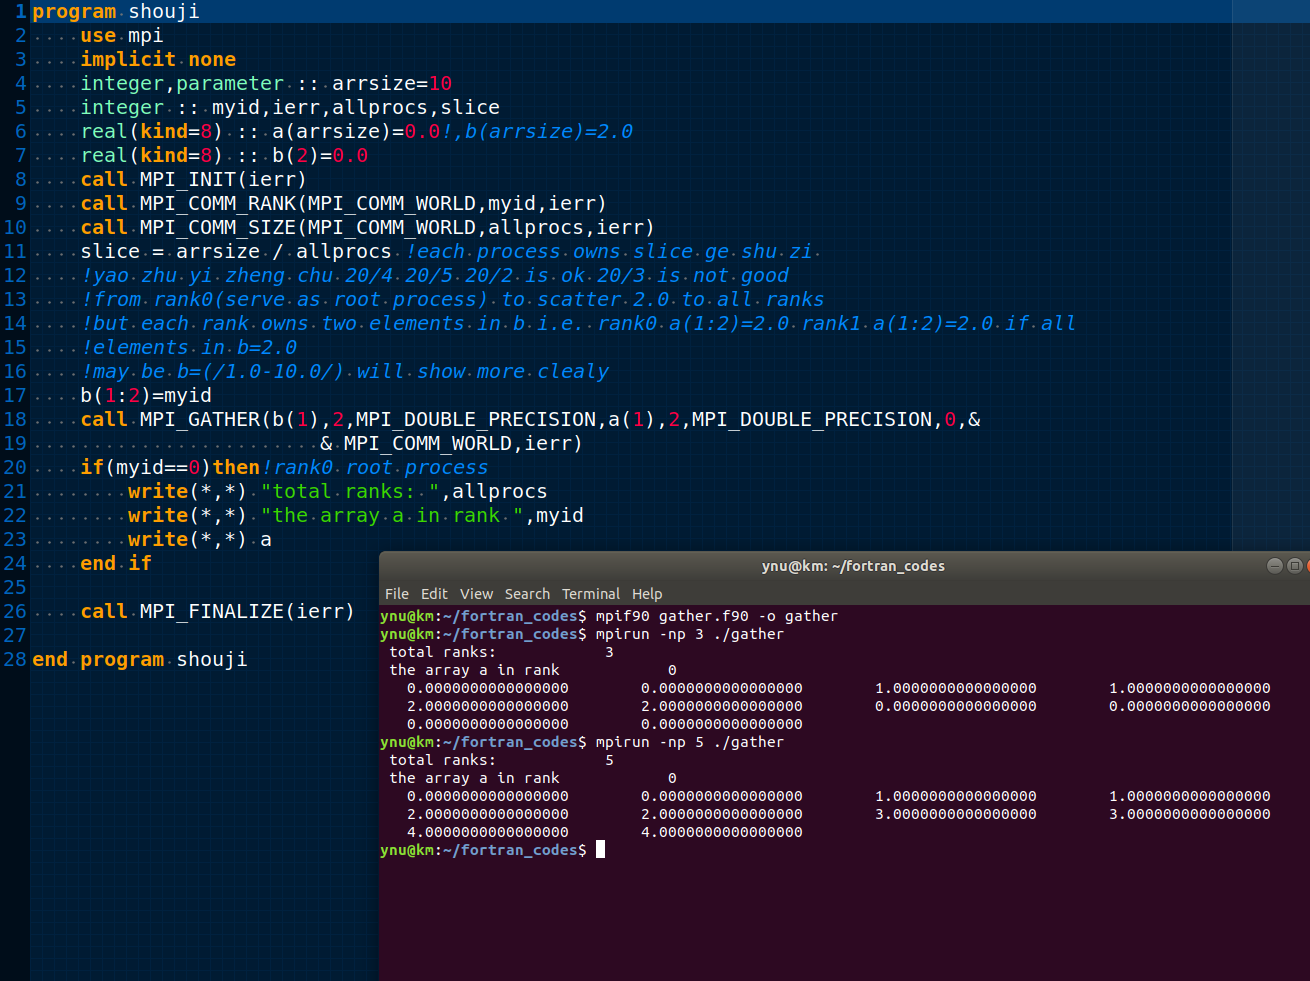 1 program shouji
2 use mpi
3 implicit none
4 integer,parameter :: arrsize=10
5 integer :: myid,ierr,allprocs,slice
6 real(kind=8) :: a(arrsize)=0.0!,b(arrsize)=2.0
7 real(kind=8) :: b(2)=0.0
8 call MPI_INIT(ierr)
9 call MPI_COMM_RANK(MPI_COMM_WORLD,myid,ierr)
10 call MPI_COMM_SIZE(MPI_COMM_WORLD,allprocs,ierr)
11 slice = arrsize / allprocs !each process owns slice ge shu zi
12 !yao zhu yi zheng chu 20/4 20/5 20/2 is ok 20/3 is not good
13 !from rank0(serve as root process) to scatter 2.0 to all ranks
14 !but each rank owns two elements in b i.e. rank0 a(1:2)=2.0 rank1 a(1:2)=2.0 if all
15 !elements in b=2.0
16 !may be b=(/1.0-10.0/) will show more clealy
17 b(1:2)=myid
18 call MPI_GATHER(b(1),2,MPI_DOUBLE_PRECISION,a(1),2,MPI_DOUBLE_PRECISION,0,&
19 & MPI_COMM_WORLD,ierr)
20 if(myid==0)then!rank0 root process
21 write(*,*) "total ranks: ",allprocs
22 write(*,*) "the array a in rank ",myid
23 write(*,*) a
24 end if
25
26 call MPI_FINALIZE(ierr)
27
28 end program shouji
ynu@km: ~/fortran_codes
File Edit View Search Terminal Help
ynu@km:~/fortran_codes$ mpif90 gather.f90 -o gather
ynu@km:~/fortran_codes$ mpirun -np 3 ./gather
total ranks: 3
the array a in rank 0
0.0000000000000000 0.0000000000000000 1.0000000000000000 1.0000000000000000
2.0000000000000000 2.0000000000000000 0.0000000000000000 0.0000000000000000
0.0000000000000000 0.0000000000000000
ynu@km:~/fortran_codes$ mpirun -np 5 ./gather
total ranks: 5
the array a in rank 0
0.0000000000000000 0.0000000000000000 1.0000000000000000 1.0000000000000000
2.0000000000000000 2.0000000000000000 3.0000000000000000 3.0000000000000000
4.0000000000000000 4.0000000000000000
ynu@km:~/fortran_codes$